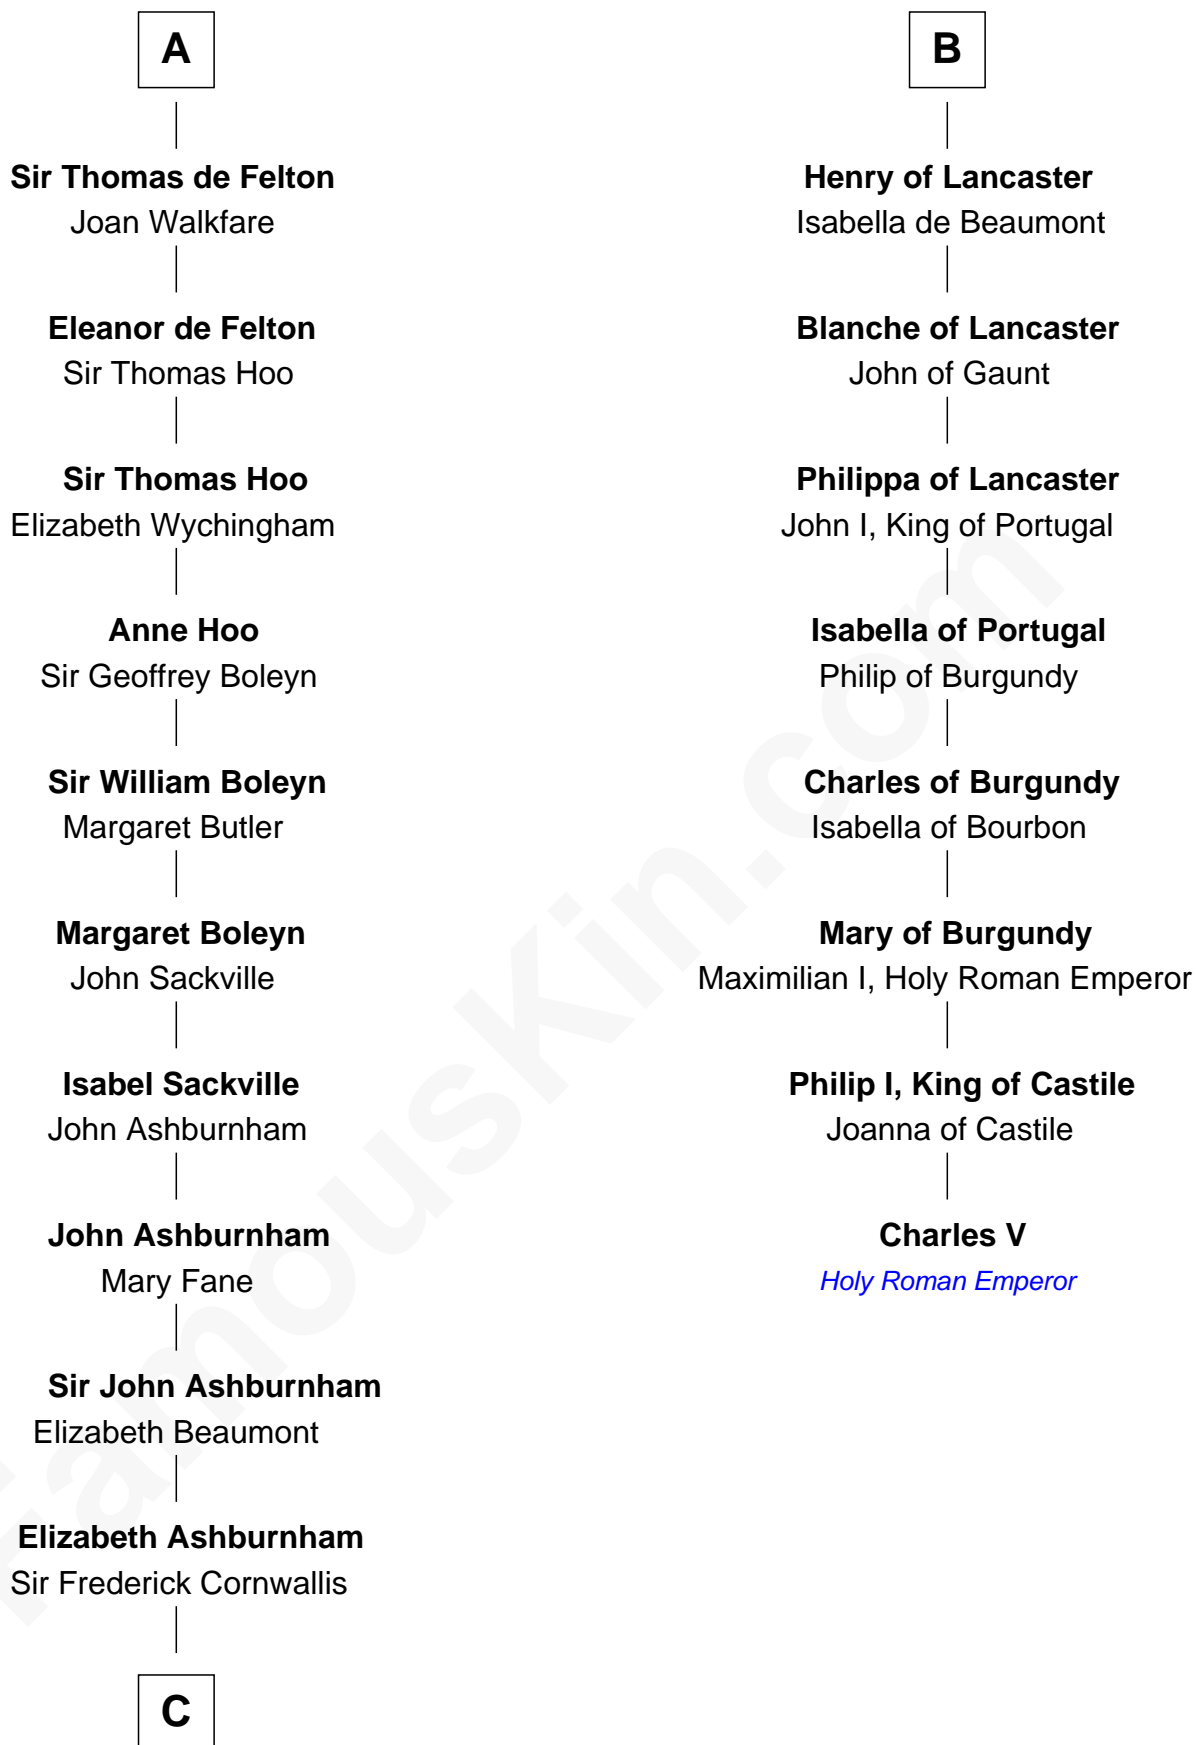 A
Sir Thomas de Felton
Joan Walkfare
Eleanor de Felton
Sir Thomas Hoo
Sir Thomas Hoo
Elizabeth Wychingham
Anne Hoo
Sir Geoffrey Boleyn
Sir William Boleyn
Margaret Butler
Margaret Boleyn
John Sackville
Isabel Sackville
John Ashburnham
John Ashburnham
Mary Fane
Sir John Ashburnham
Elizabeth Beaumont
Elizabeth Ashburnham
Sir Frederick Cornwallis
C
B
Henry of Lancaster
Isabella de Beaumont
Blanche of Lancaster
John of Gaunt
Philippa of Lancaster
John I, King of Portugal
Isabella of Portugal
Philip of Burgundy
Charles of Burgundy
Isabella of Bourbon
Mary of Burgundy
Maximilian I, Holy Roman Emperor
Philip I, King of Castile
Joanna of Castile
Charles V
Holy Roman Emperor
FamousKin.com